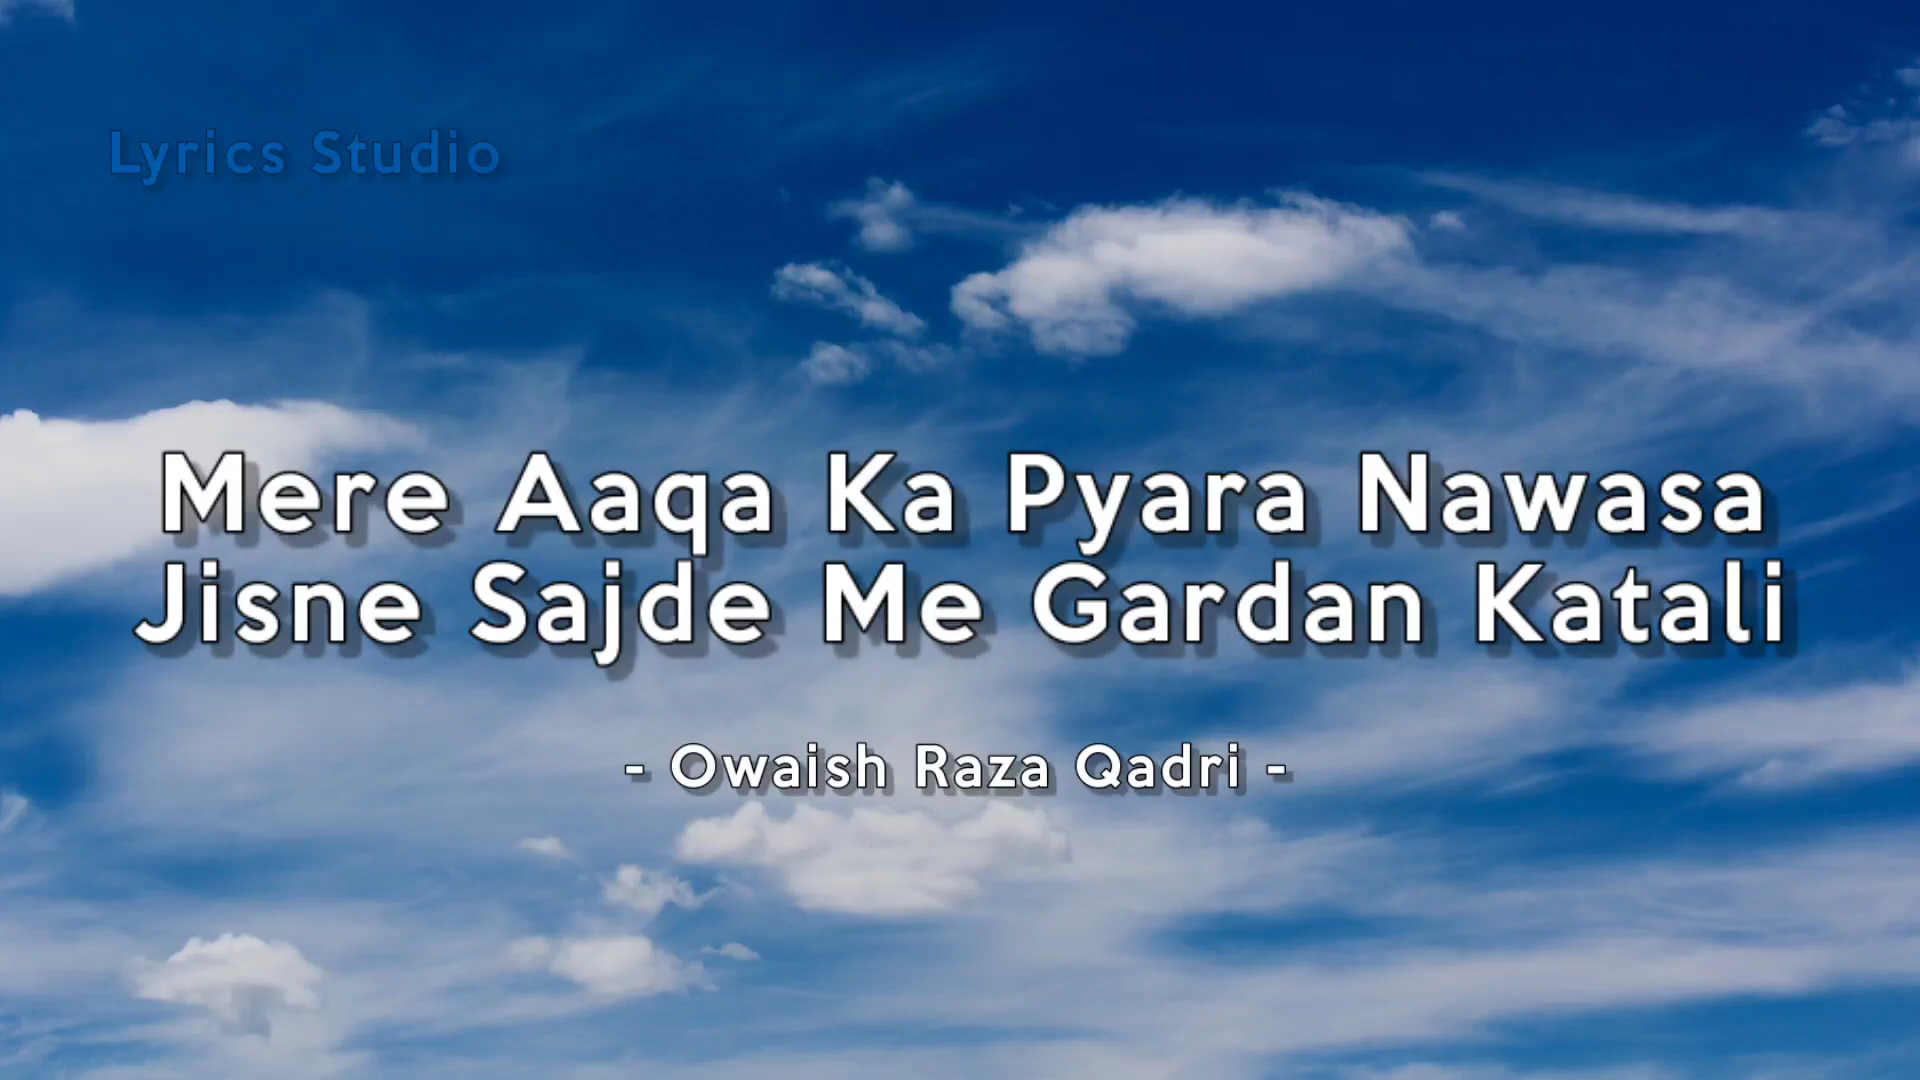 Lyrics Studio
Mere Aaqa Ka Pyara Nawasa
Jisne Sajde Me Gardan Katali
- Owaish Raza Qadri -